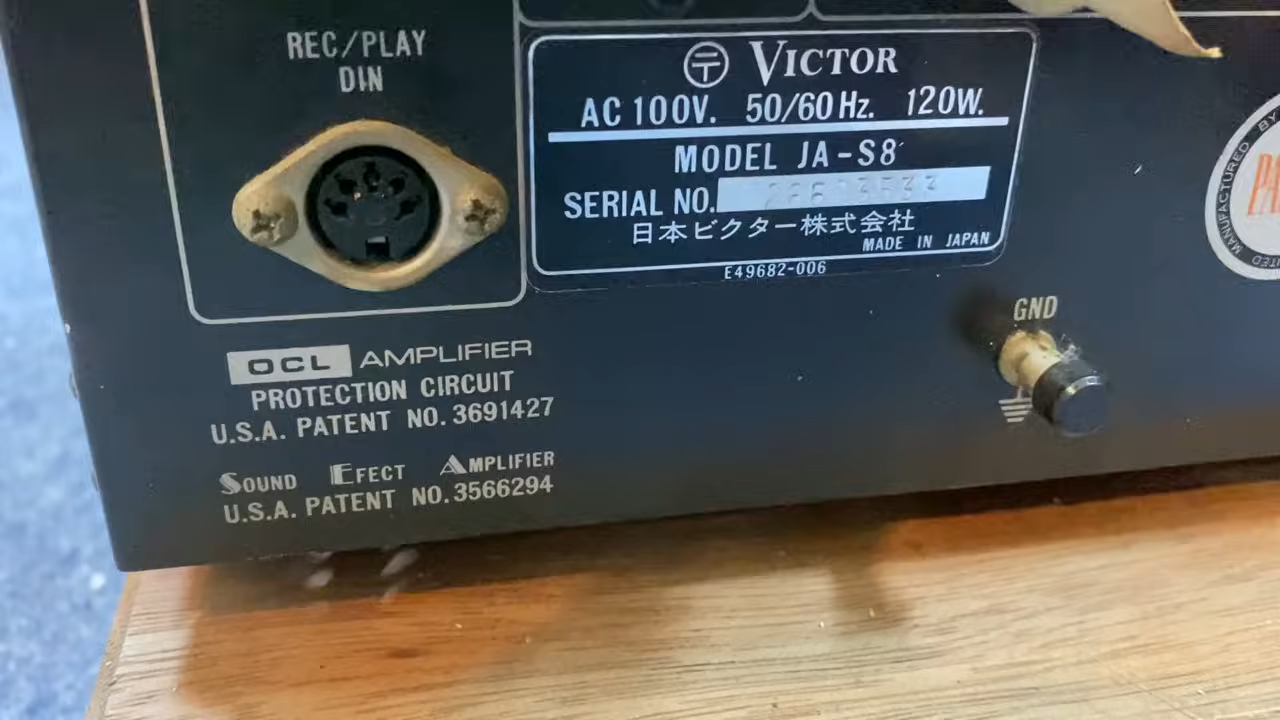 REC/PLAY
DIN
VICTOR
AC 100V. 50/60Hz. 120W.
MODEL JA-S8
SERIAL NO.
日本ビクター株式会社
MADE IN JAPAN
E49682-006
GND
OCL AMPLIFIER
PROTECTION CIRCUIT
U.S.A. PATENT NO. 3691427
SOUND EFECT AMPLIFIER
U.S.A. PATENT NO. 3566294
MANUFACTURED BY